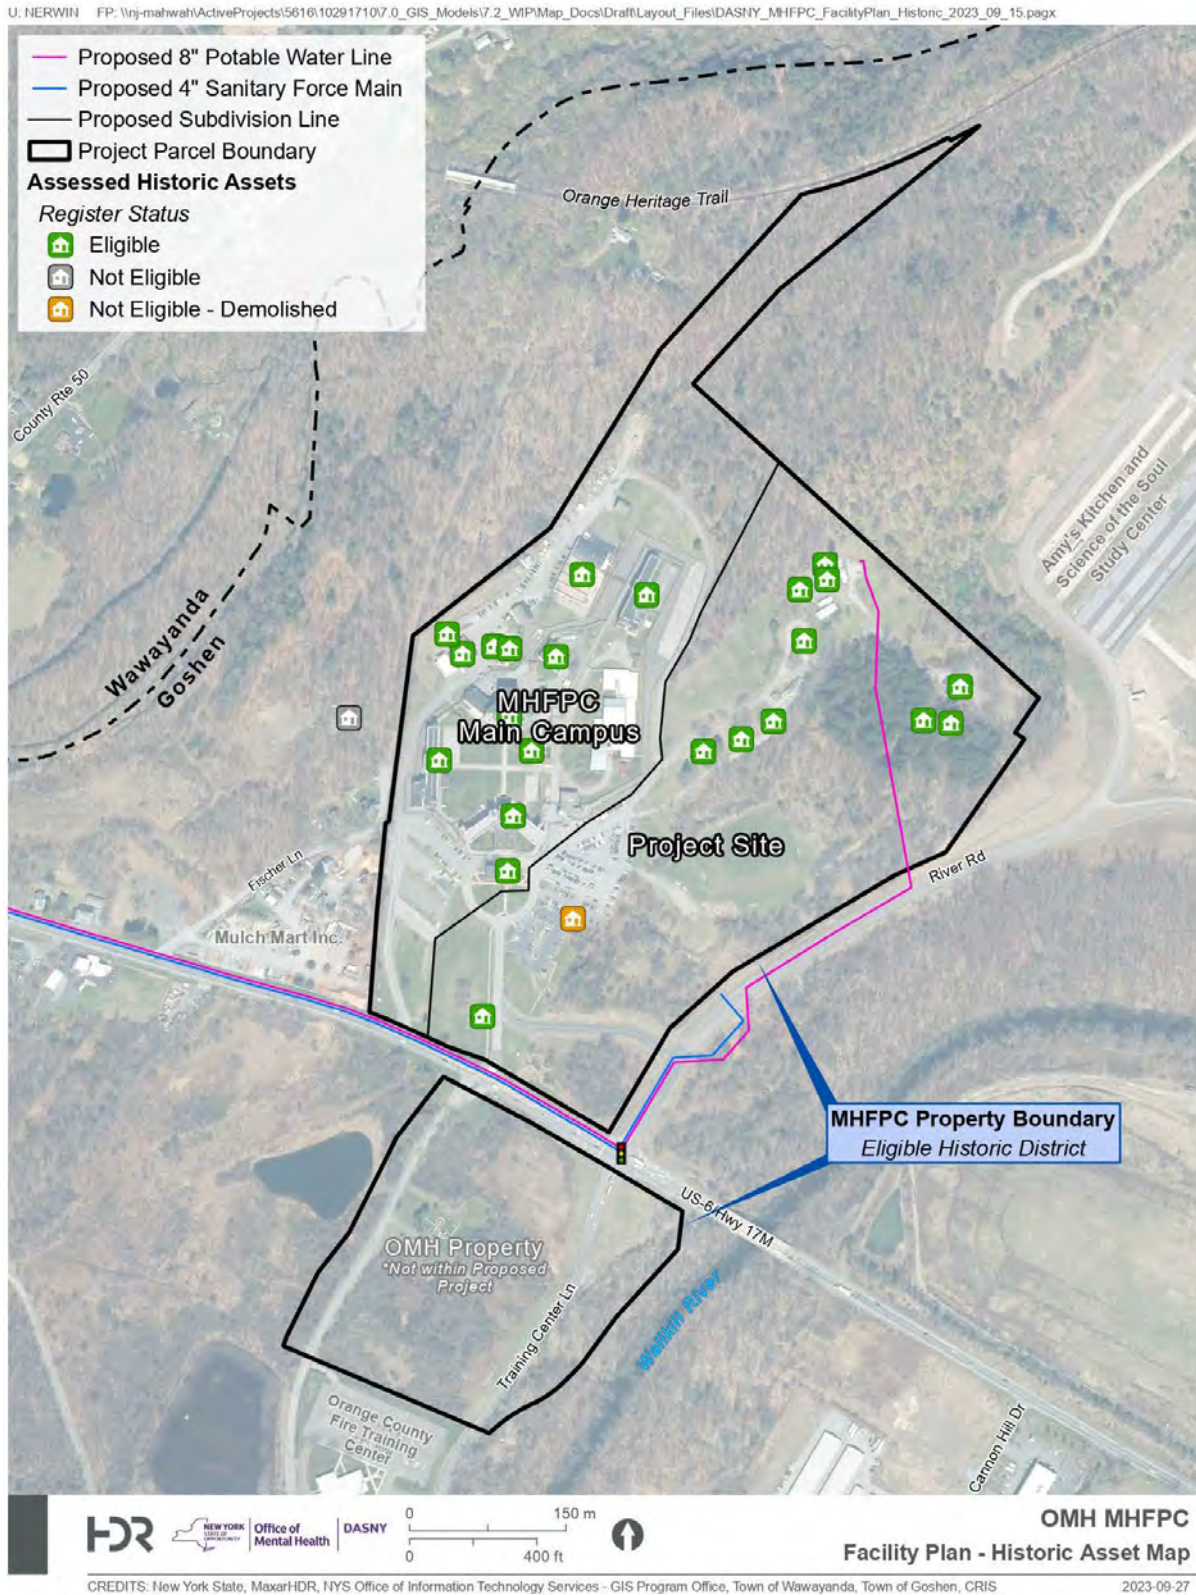 U: NERWIN FP: \\nj-mahwah\ActiveProjects\5616\10291710\7.0_GIS_Models\7.2_WIP\Map_Docs\Draft\Layout_Files\DASNY_MHFPC_FacilityPlan_Historic_2023_09_15.pagx
Proposed 8" Potable Water Line
Proposed 4" Sanitary Force Main
Proposed Subdivision Line
Project Parcel Boundary
Assessed Historic Assets
Register Status
Eligible
Not Eligible
Not Eligible - Demolished
Orange Heritage Trail
County Rte 50
Amy's Kitchen and
Science of the Soul
Study Center
Wawayanda
Goshen
MHFPC
Main Campus
Project Site
River Rd
Fischer Ln
Mulch Mart Inc.
MHFPC Property Boundary
Eligible Historic District
US-6/Hwy 17M
OMH Property
*Not within Proposed
Project
Wallkill River
Training Center Ln
Orange County
Fire Training
Center
Cannon Hill Dr
HDR
NEW YORK
STATE OF
OPPORTUNITY
Office of
Mental Health
DASNY
0 150 m
0 400 ft
OMH MHFPC
Facility Plan - Historic Asset Map
CREDITS: New York State, MaxarHDR, NYS Office of Information Technology Services - GIS Program Office, Town of Wawayanda, Town of Goshen, CRIS
2023-09-27